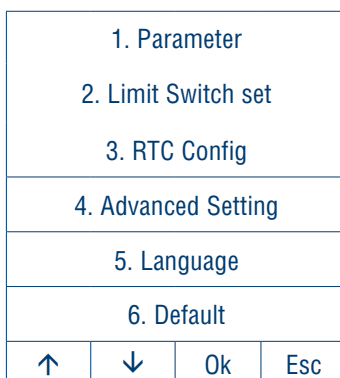 1. Parameter
2. Limit Switch set
3. RTC Config
4. Advanced Setting
5. Language
6. Default
↑ ↓ Ok Esc